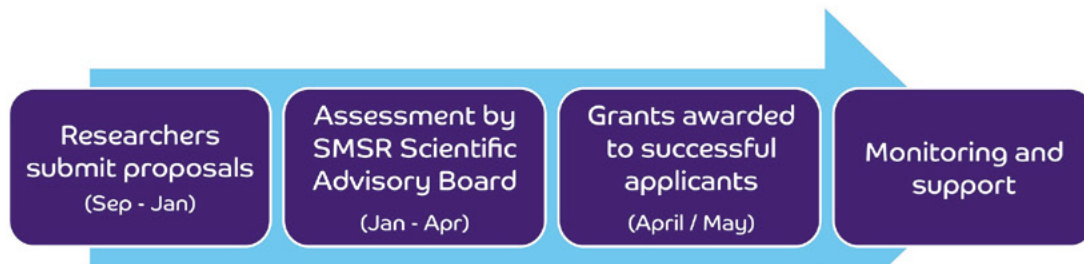 Researchers
submit proposals
(Sep - Jan)
Assessment by
SMSR Scientific
Advisory Board
(Jan - Apr)
Grants awarded
to successful
applicants
(April / May)
Monitoring and
support